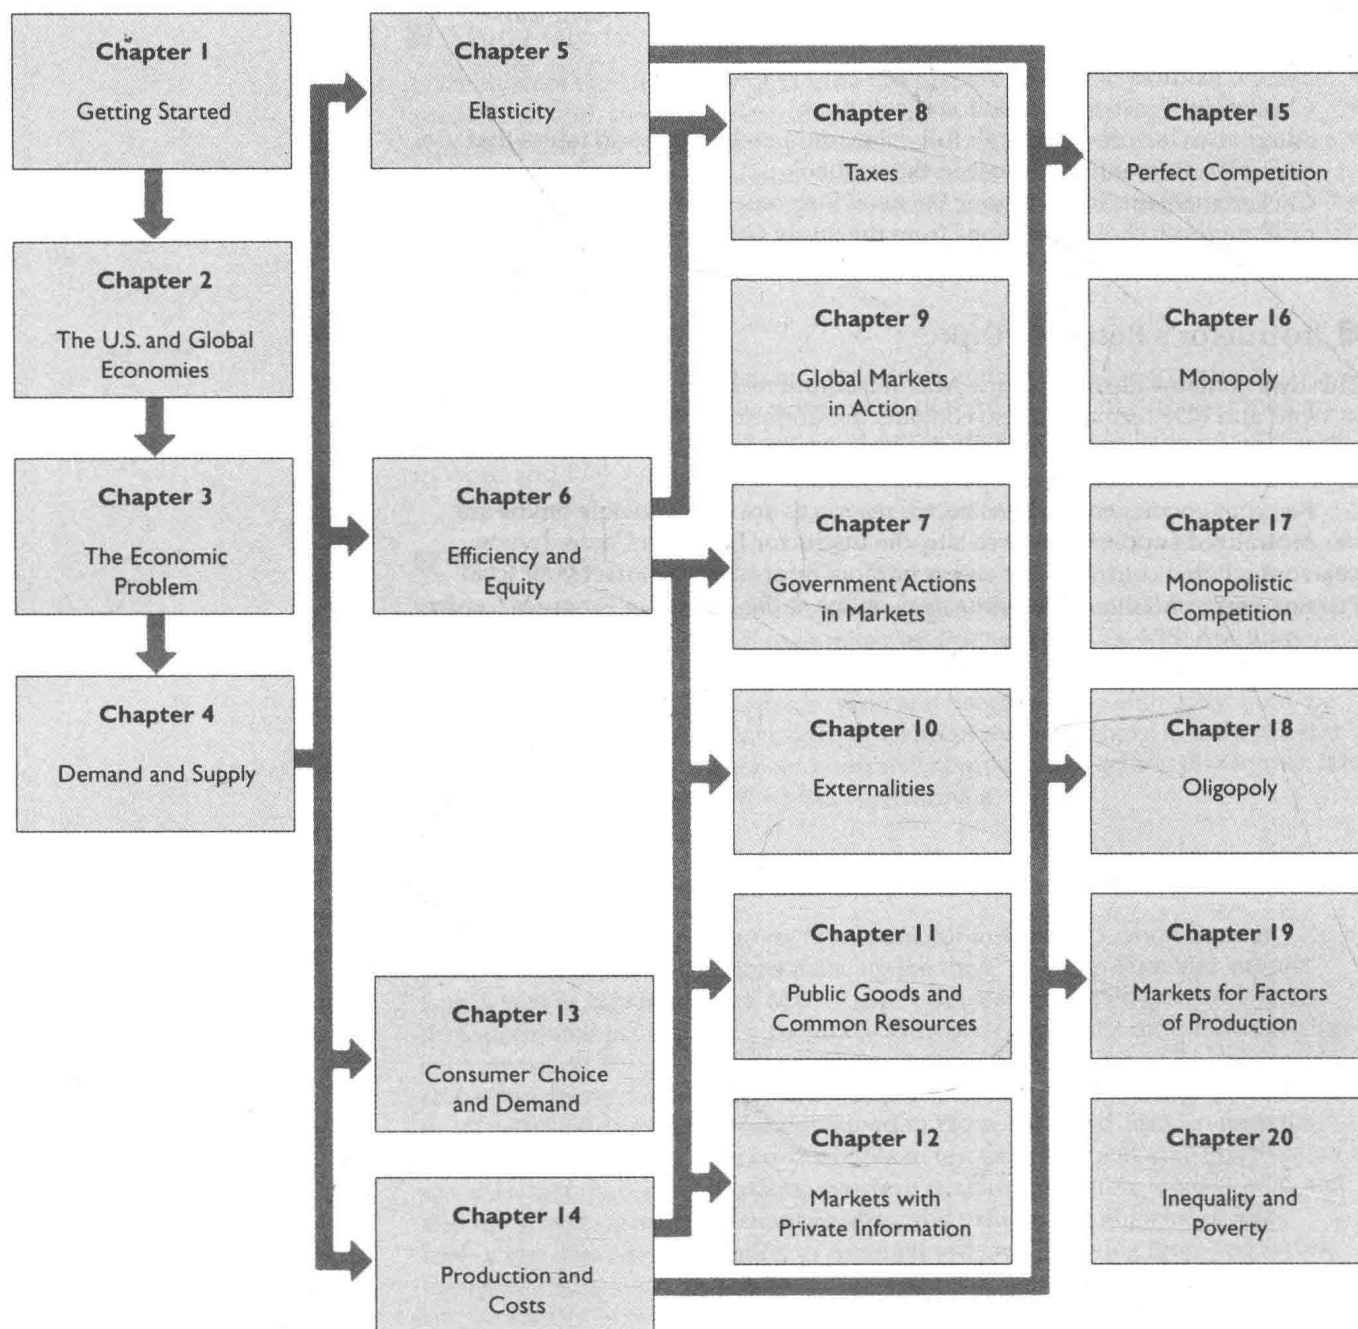 Chapter 1
Getting Started
Chapter 2
The U.S. and Global
Economies
Chapter 3
The Economic
Problem
Chapter 4
Demand and Supply
Chapter 5
Elasticity
Chapter 6
Efficiency and
Equity
Chapter 13
Consumer Choice
and Demand
Chapter 14
Production and
Costs
Chapter 8
Taxes
Chapter 9
Global Markets
in Action
Chapter 7
Government Actions
in Markets
Chapter 10
Externalities
Chapter 11
Public Goods and
Common Resources
Chapter 12
Markets with
Private Information
Chapter 15
Perfect Competition
Chapter 16
Monopoly
Chapter 17
Monopolistic
Competition
Chapter 18
Oligopoly
Chapter 19
Markets for Factors
of Production
Chapter 20
Inequality and
Poverty